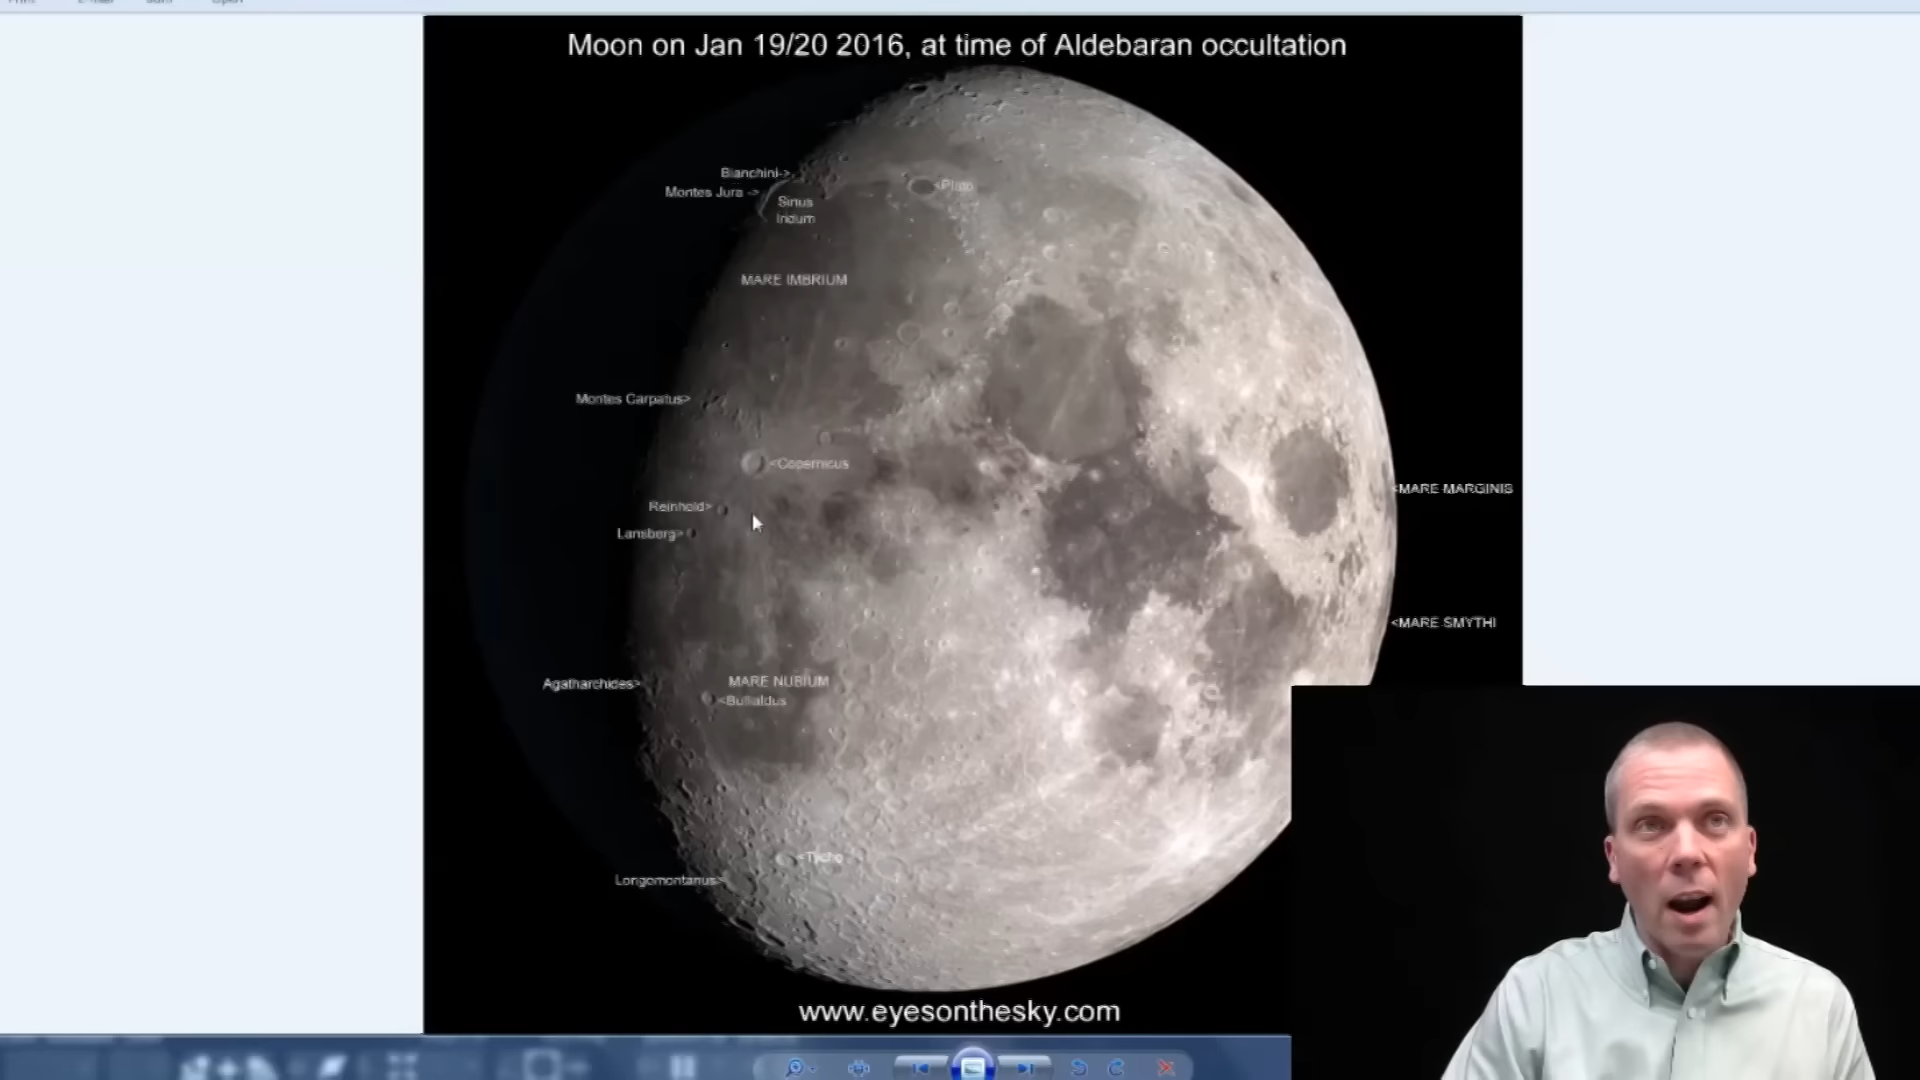 Moon on Jan 19/20 2016, at time of Aldebaran occultation
Bianchini->
Montes Jura ->
Sinus
Iridum
<Plato
MARE IMBRIUM
Montes Carpatus>
<Copernicus
<MARE MARGINIS
Reinhold>
Lansberg>
<MARE SMYTHI
Agatharchides>
MARE NUBIUM
<Bullialdus
<Tycho
Longomontanus>
www.eyesonthesky.com